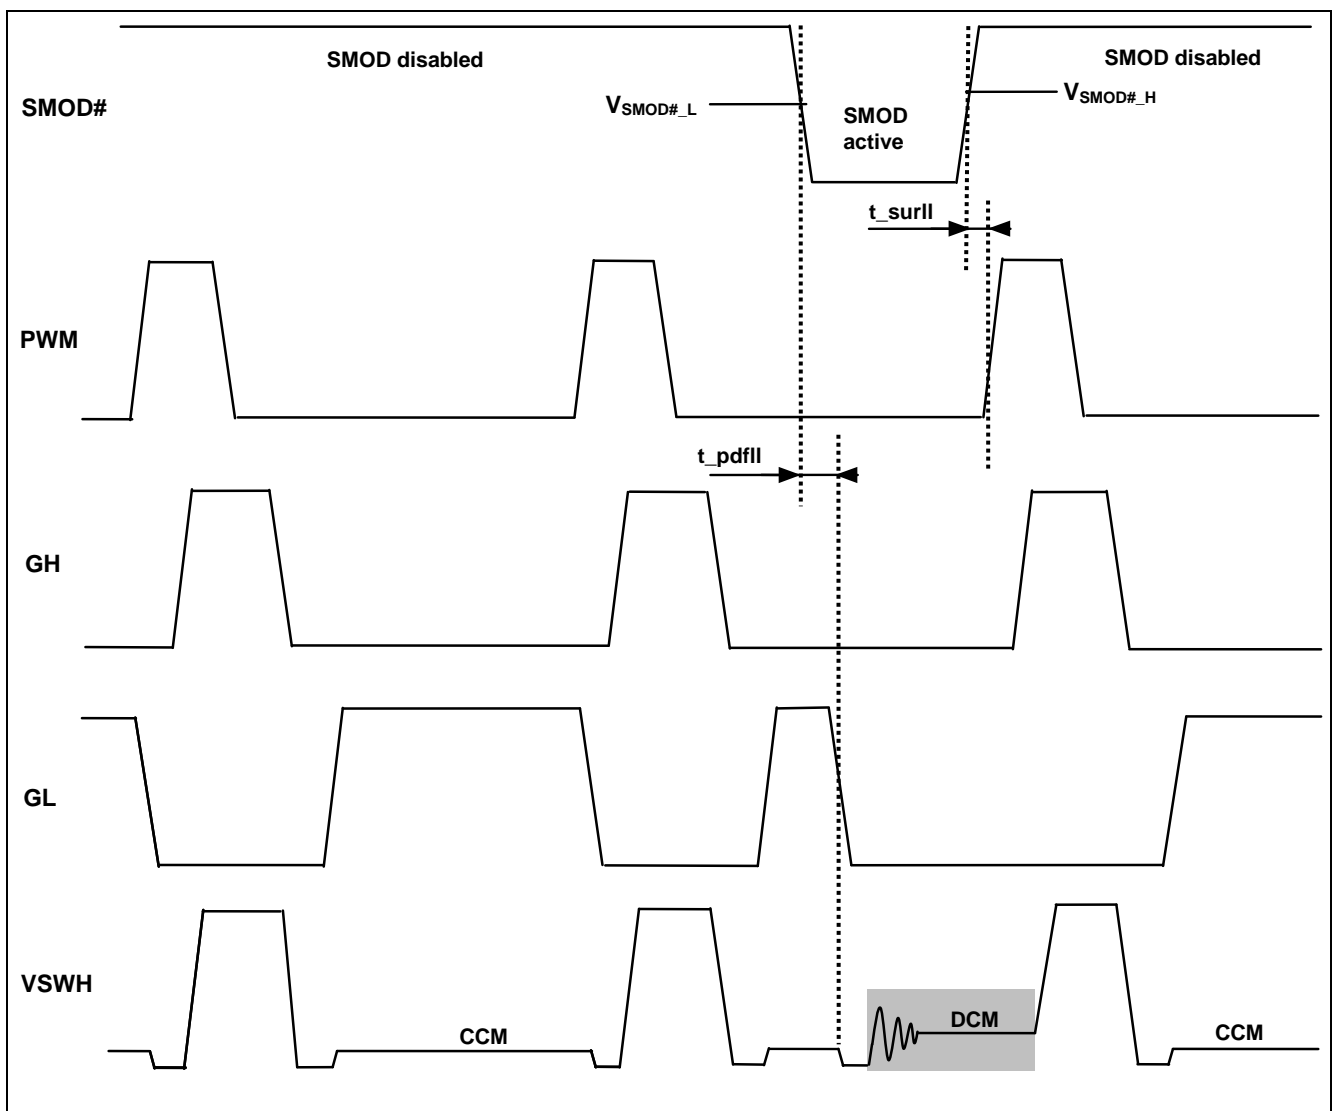 SMOD disabled
SMOD disabled
SMOD#
VSMOD#_L
SMOD
active
VSMOD#_H
t_surll
PWM
t_pdfll
GH
GL
VSWH
CCM
DCM
CCM